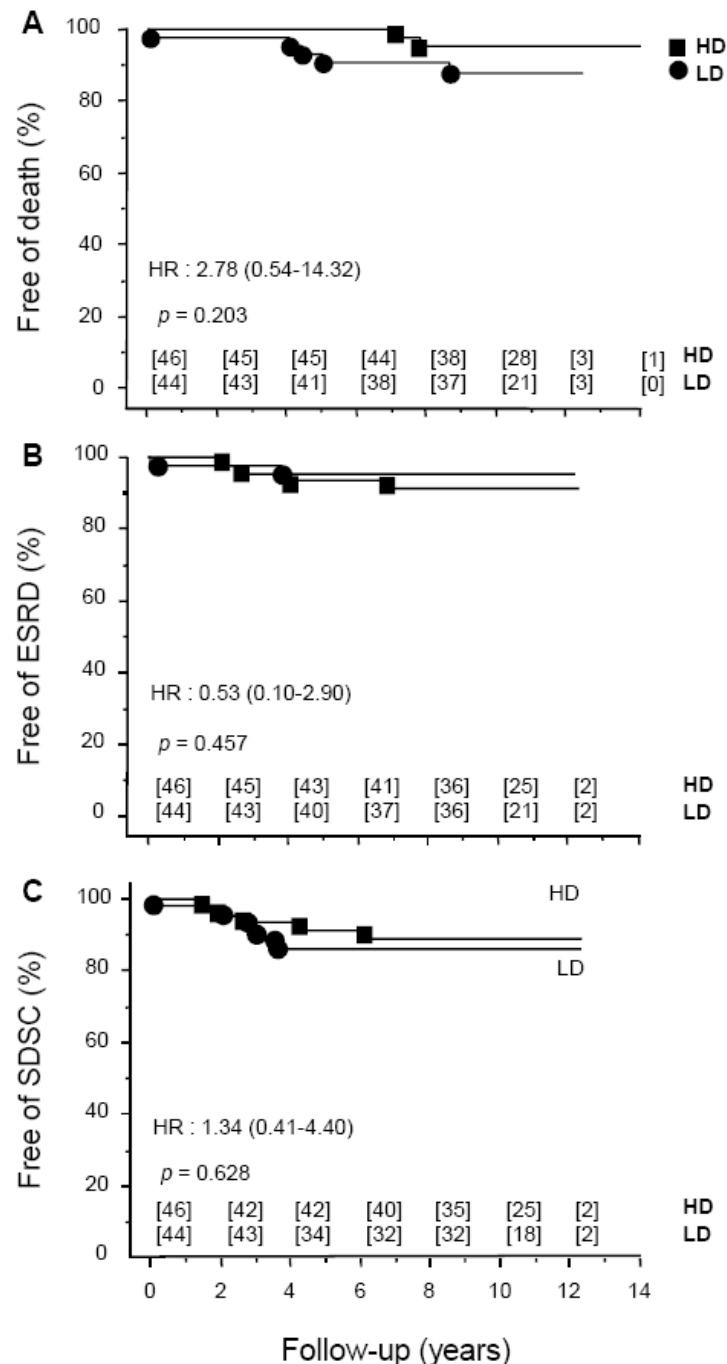 A
100
80
60
40
20
0
Free of death (%)
HD
LD
HR : 2.78 (0.54-14.32)
p = 0.203
[46] [45] [45] [44] [38] [28] [3] [1] HD
[44] [43] [41] [38] [37] [21] [3] [0] LD
B
100
80
60
40
20
0
Free of ESRD (%)
HR : 0.53 (0.10-2.90)
p = 0.457
[46] [45] [43] [41] [36] [25] [2] HD
[44] [43] [40] [37] [36] [21] [2] LD
C
100
80
60
40
20
0
Free of SDSC (%)
HD
LD
HR : 1.34 (0.41-4.40)
p = 0.628
[46] [42] [42] [40] [35] [25] [2] HD
[44] [43] [34] [32] [32] [18] [2] LD
0 2 4 6 8 10 12 14
Follow-up (years)